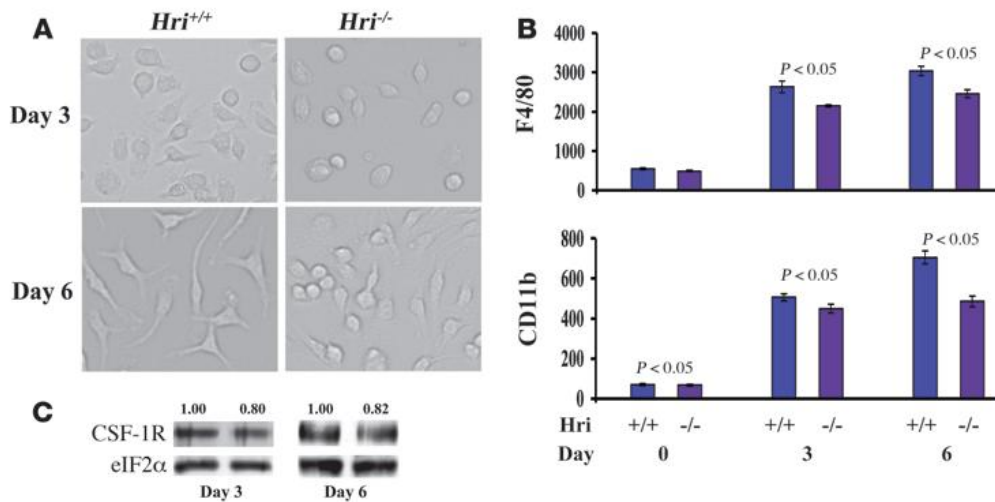 A
Hri+/+
Hri-/-
Day 3
Day 6
B
F4/80
4000
3000
2000
1000
0
P < 0.05
P < 0.05
CD11b
800
600
400
200
0
P < 0.05
P < 0.05
P < 0.05
Hri +/+ -/- +/+ -/- +/+ -/-
Day 0 3 6
C
1.00 0.80 1.00 0.82
CSF-1R
eIF2α
Day 3 Day 6